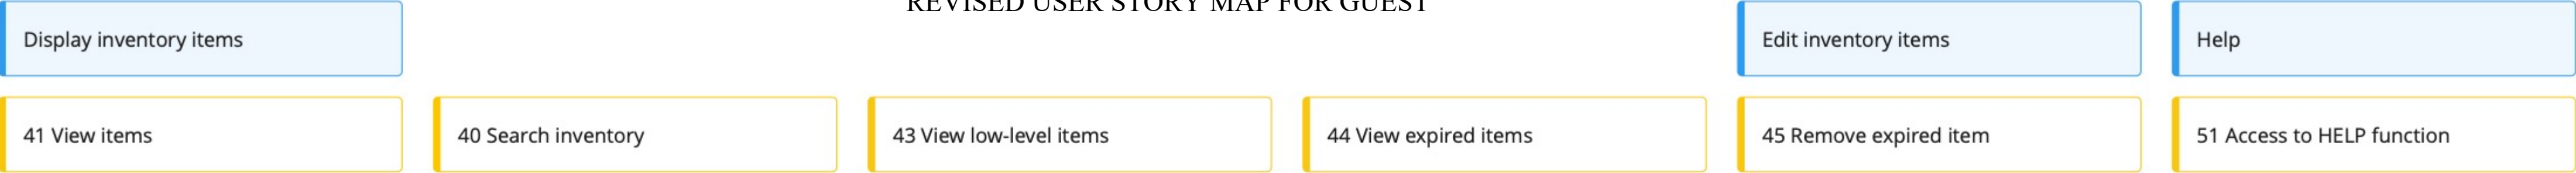 REVISED USER STORY MAP FOR GUEST
Display inventory items
Edit inventory items
Help
41 View items
40 Search inventory
43 View low-level items
44 View expired items
45 Remove expired item
51 Access to HELP function